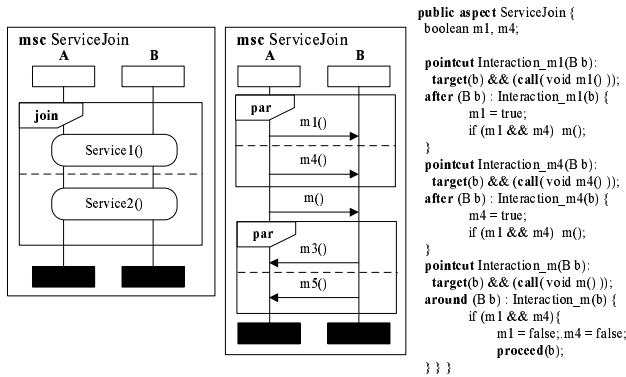 msc ServiceJoin
A B
join
Service1()
Service2()
msc ServiceJoin
A B
par
m1()
m4()
m()
par
m3()
m5()
public aspect ServiceJoin {
boolean m1, m4;
pointcut Interaction_m1(B b):
target(b) && (call( void m1() ));
after (B b) : Interaction_m1(b) {
m1 = true;
if (m1 && m4) m();
}
pointcut Interaction_m4(B b):
target(b) && (call( void m4() ));
after (B b) : Interaction_m4(b) {
m4 = true;
if (m1 && m4) m();
}
pointcut Interaction_m(B b):
target(b) && (call( void m() ));
around (B b) : Interaction_m(b) {
if (m1 && m4){
m1 = false; m4 = false;
proceed(b);
} } }